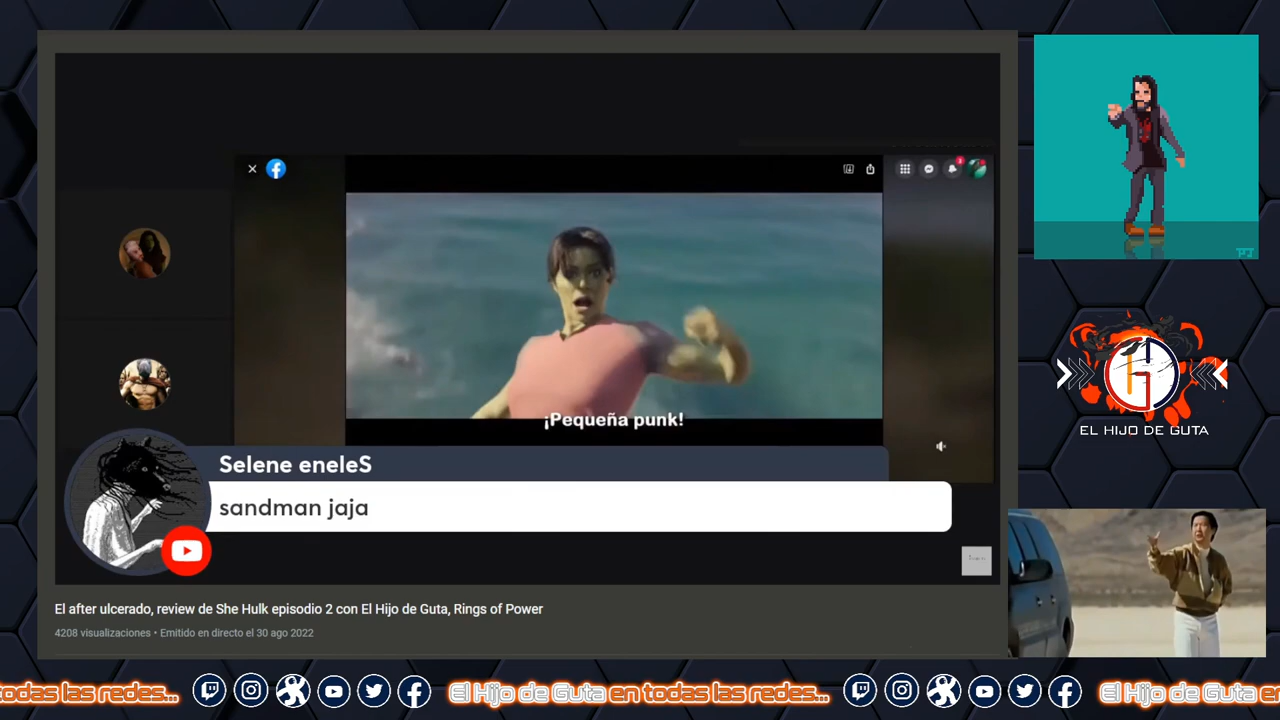 3
¡Pequeña punk!
Selene eneleS
sandman jaja
El after ulcerado, review de She Hulk episodio 2 con El Hijo de Guta, Rings of Power
4208 visualizaciones • Emitido en directo el 30 ago 2022
PJ
EL HIJO DE GUTA
todas las redes... El Hijo de Guta en todas las redes... El Hijo de Guta en